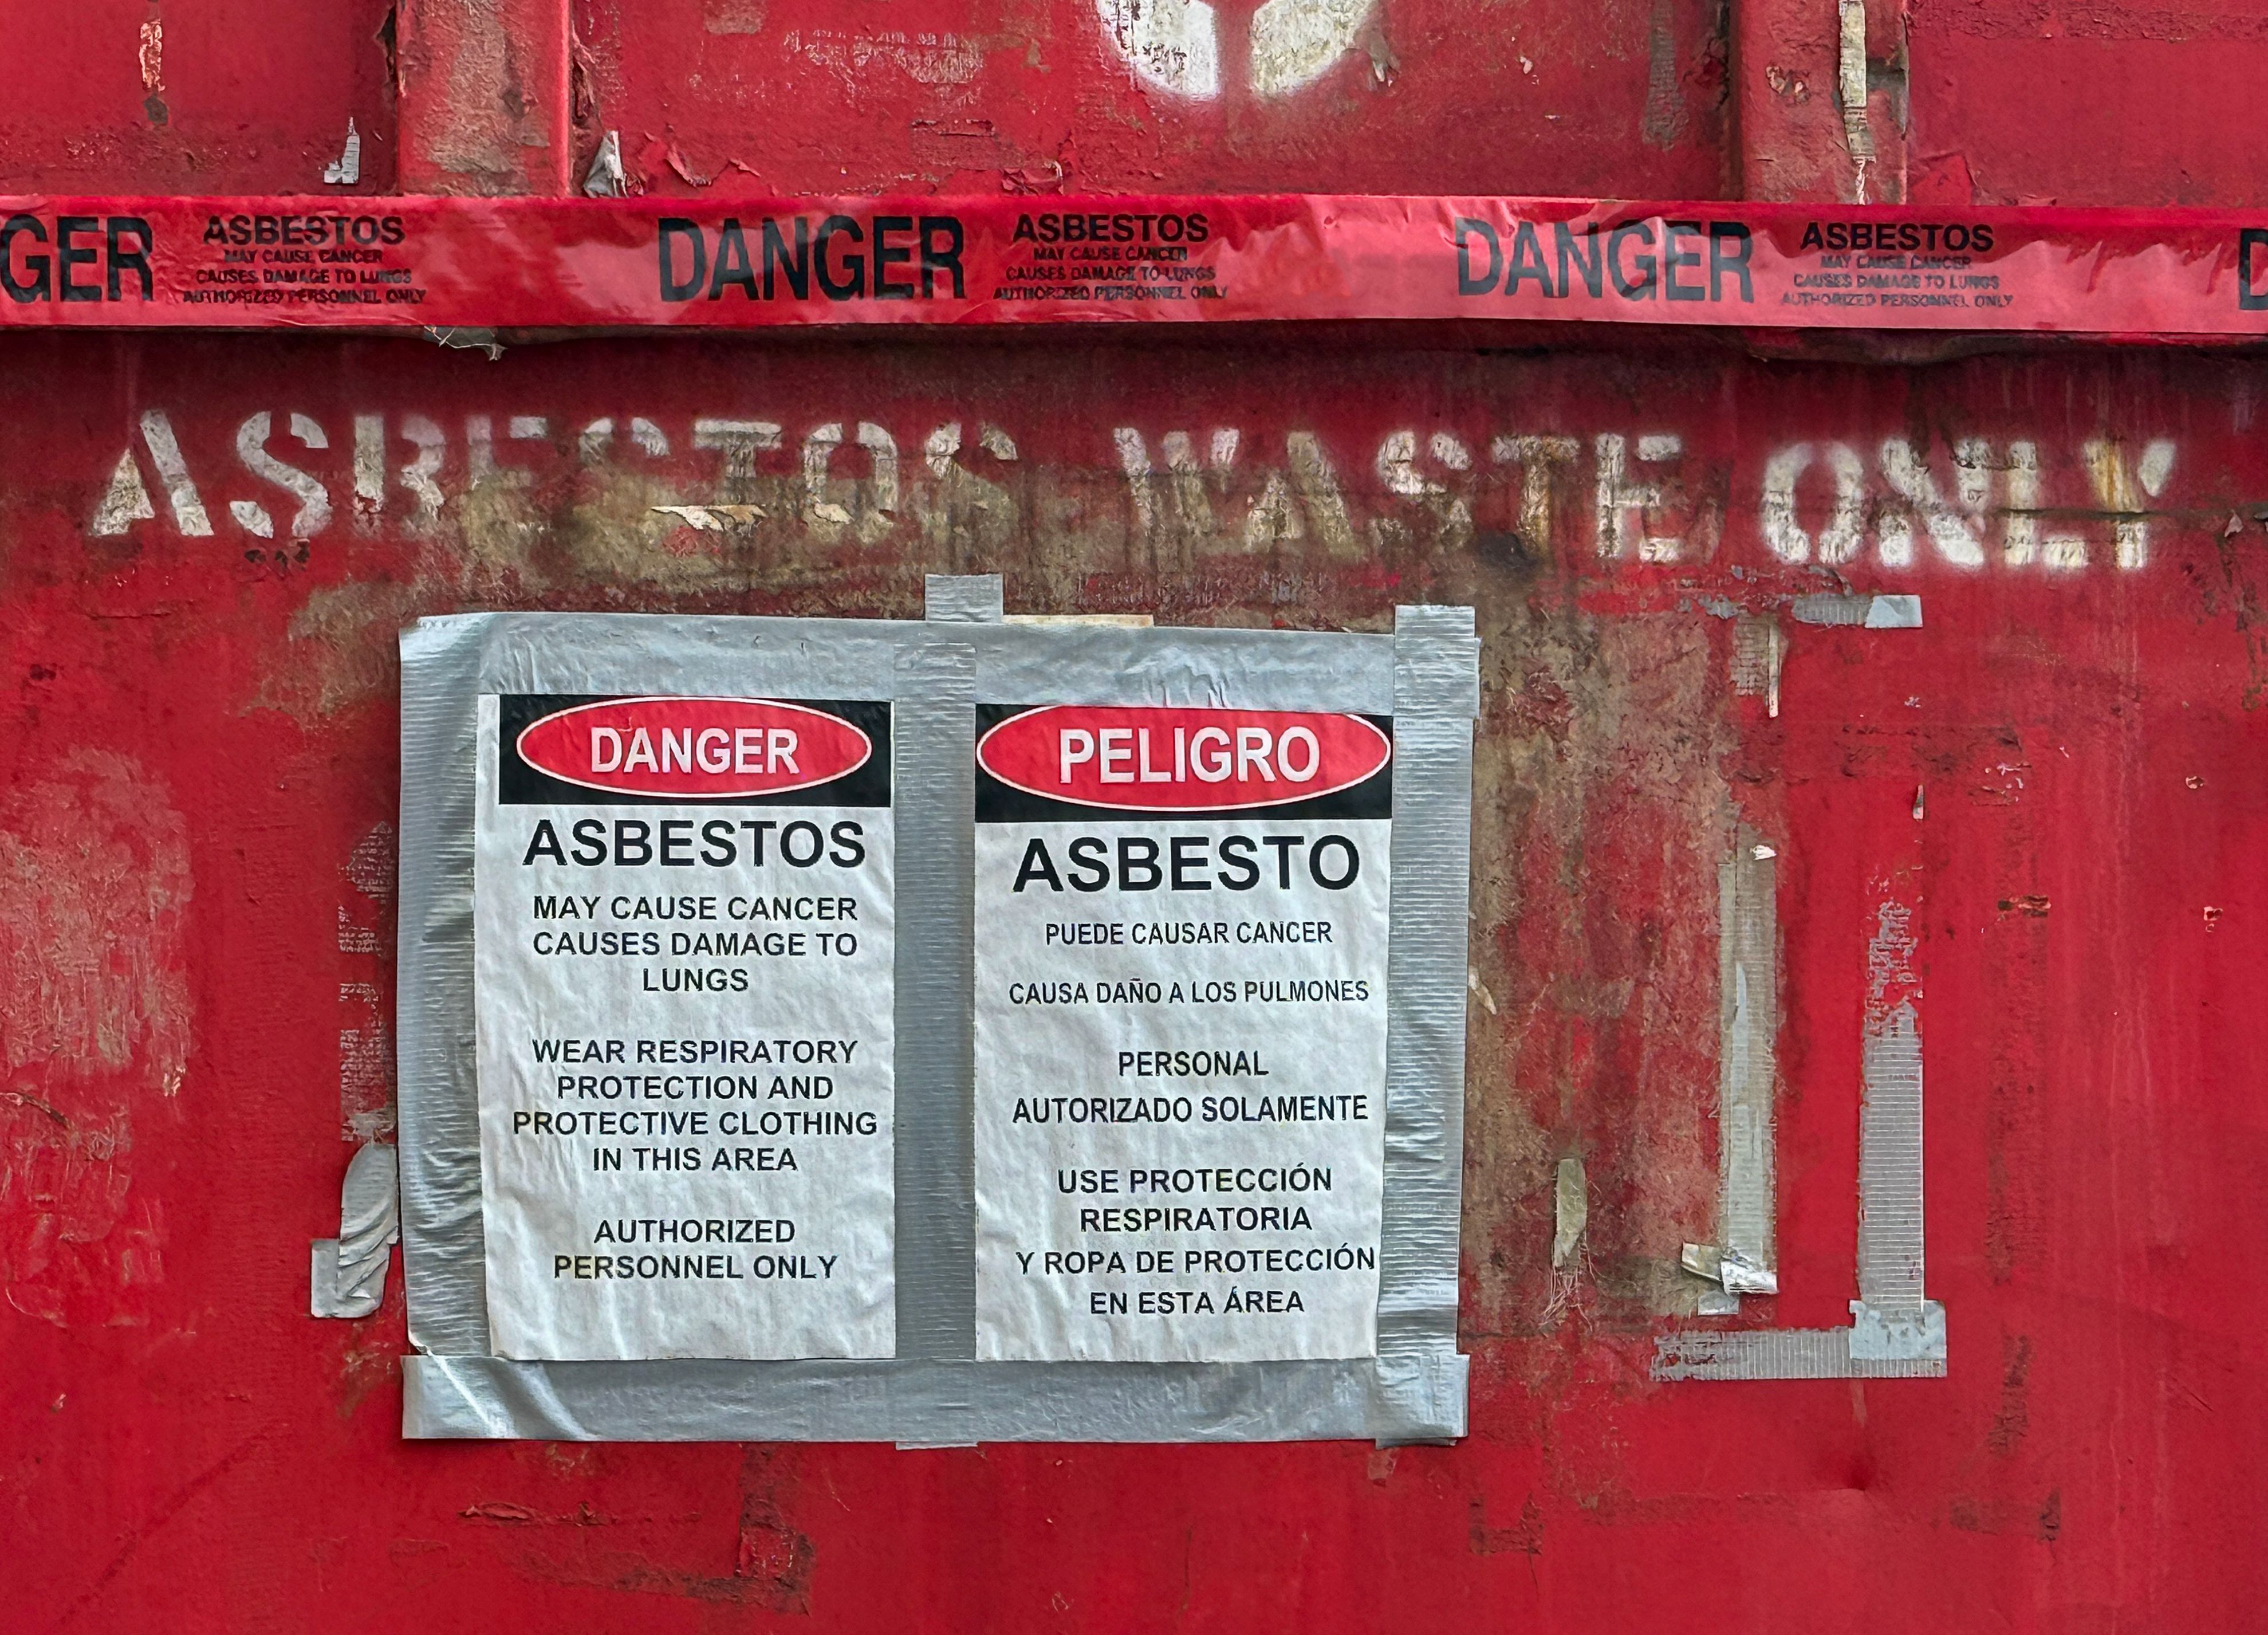 GER ASBESTOS DANGER ASBESTOS DANGER ASBESTOS D
MAY CAUSE CANCER MAY CAUSE CANCER MAY CAUSE CANCER
CAUSES DAMAGE TO LUNGS CAUSES DAMAGE TO LUNGS CAUSES DAMAGE TO LUNGS
AUTHORIZED PERSONNEL ONLY AUTHORIZED PERSONNEL ONLY AUTHORIZED PERSONNEL ONLY
ASBESTOS WASTE ONLY
DANGER
ASBESTOS
MAY CAUSE CANCER
CAUSES DAMAGE TO
LUNGS
WEAR RESPIRATORY
PROTECTION AND
PROTECTIVE CLOTHING
IN THIS AREA
AUTHORIZED
PERSONNEL ONLY
PELIGRO
ASBESTO
PUEDE CAUSAR CANCER
CAUSA DAÑO A LOS PULMONES
PERSONAL
AUTORIZADO SOLAMENTE
USE PROTECCIÓN
RESPIRATORIA
Y ROPA DE PROTECCIÓN
EN ESTA ÁREA